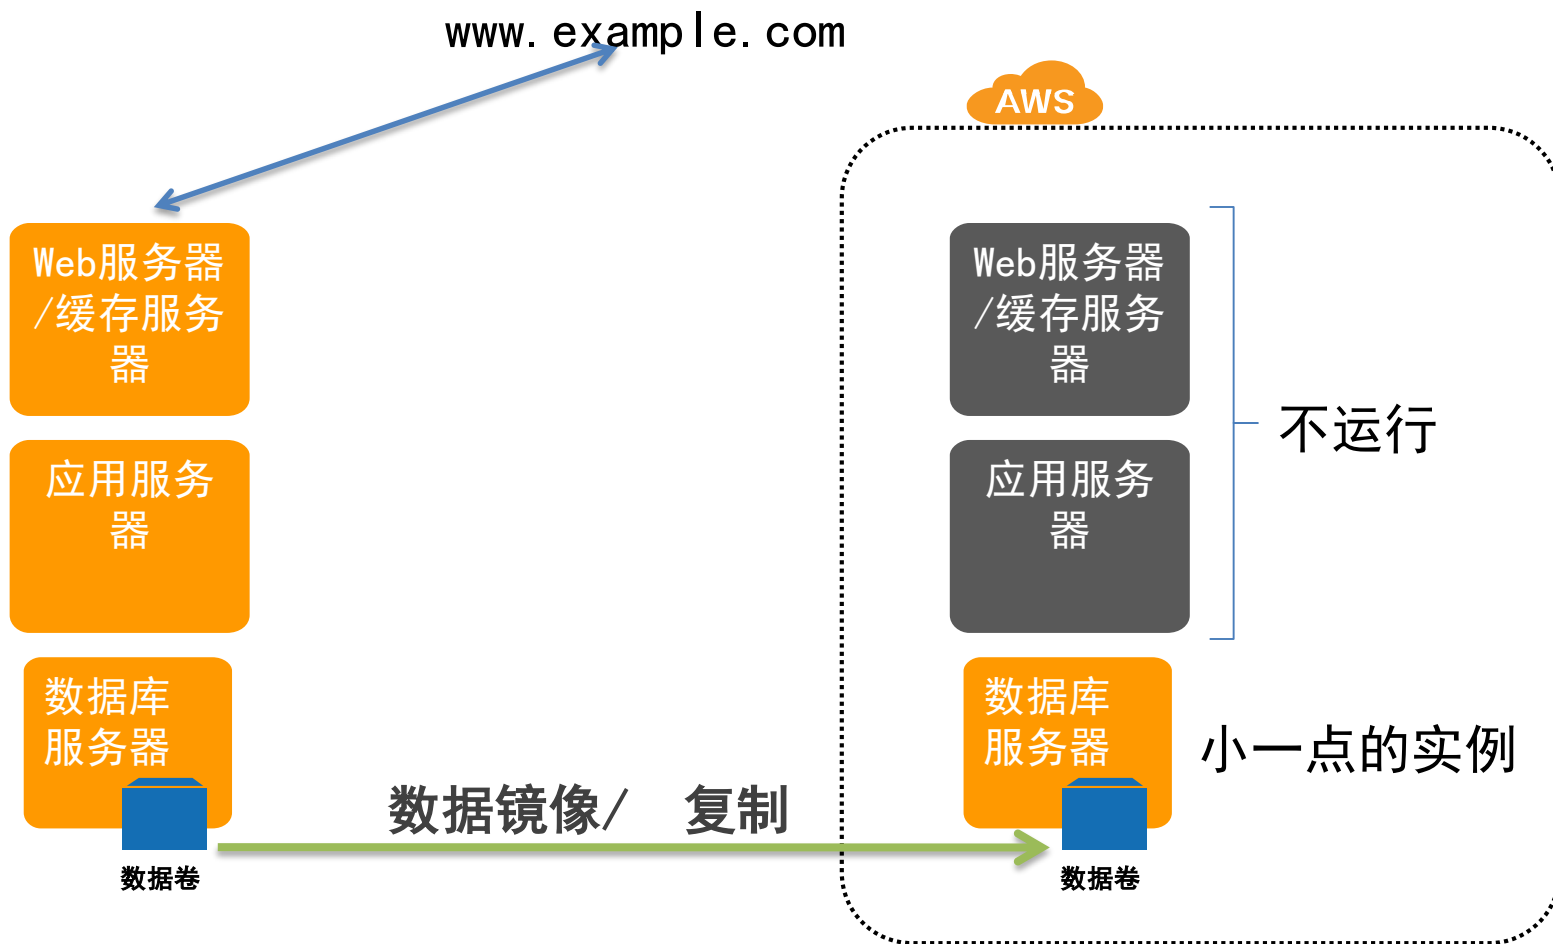 www.example.com
AWS
Web服务器
/缓存服务
器
应用服务
器
数据库
服务器
数据卷
数据镜像/ 复制
Web服务器
/缓存服务
器
应用服务
器
不运行
数据库
服务器
小一点的实例
数据卷